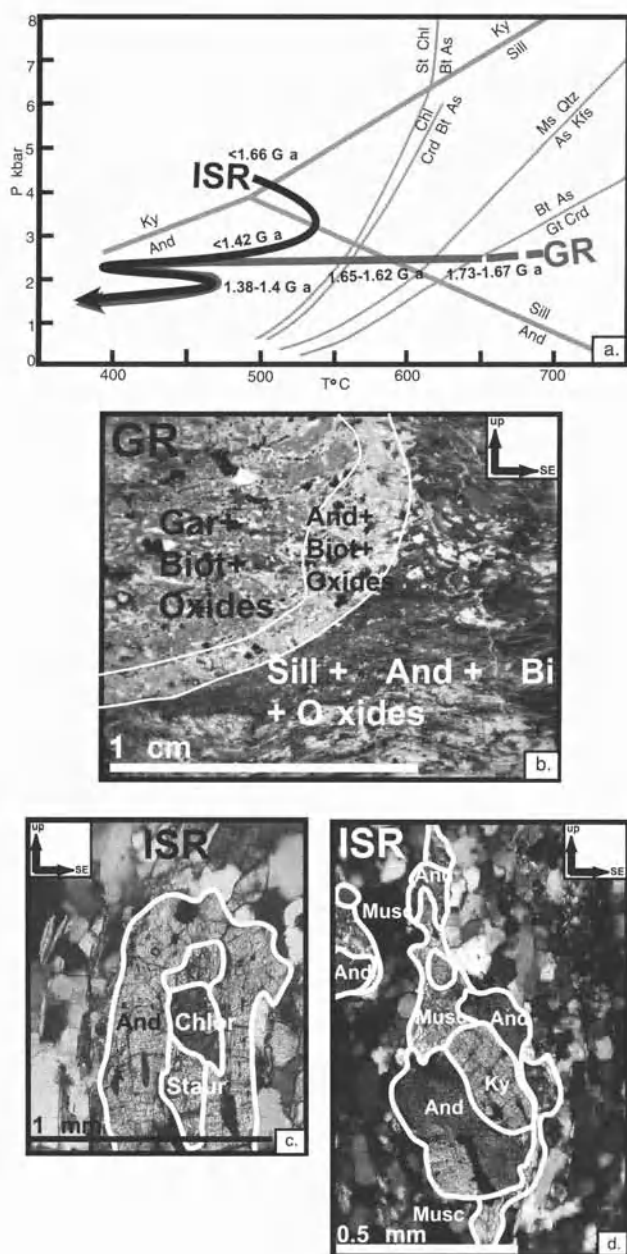 8
7
6
5
4
3
2
1
0
P kbar
400
500
600
700
T°C
a.
St Chl
Bt As
Ky
Sill
Chl
Crd Bt As
Ms Qtz
As Kfs
<1.66 G a
ISR
Ky
And
<1.42 G a
Bt As
Gt Crd
GR
1.38-1.4 G a
1.65-1.62 G a
1.73-1.67 G a
Sill
And
GR
up
SE
Gar+
Biot+
Oxides
And+
Biot+
Oxides
Sill + And + Bi
+ O xides
1 cm
b.
up
SE
ISR
And
Chlor
Staur
1 mm
c.
ISR
up
SE
And
Musc
And
Musc
And
Ky
And
Musc
0.5 mm
d.